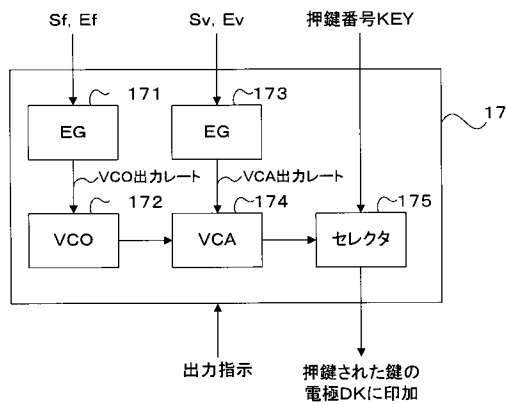 Sf, Ef
Sv, Ev
押鍵番号KEY
171
173
17
EG
EG
VCO出力レート
VCA出力レート
172
174
175
VCO
VCA
セレクタ
出力指示
押鍵された鍵の
電極DKに印加